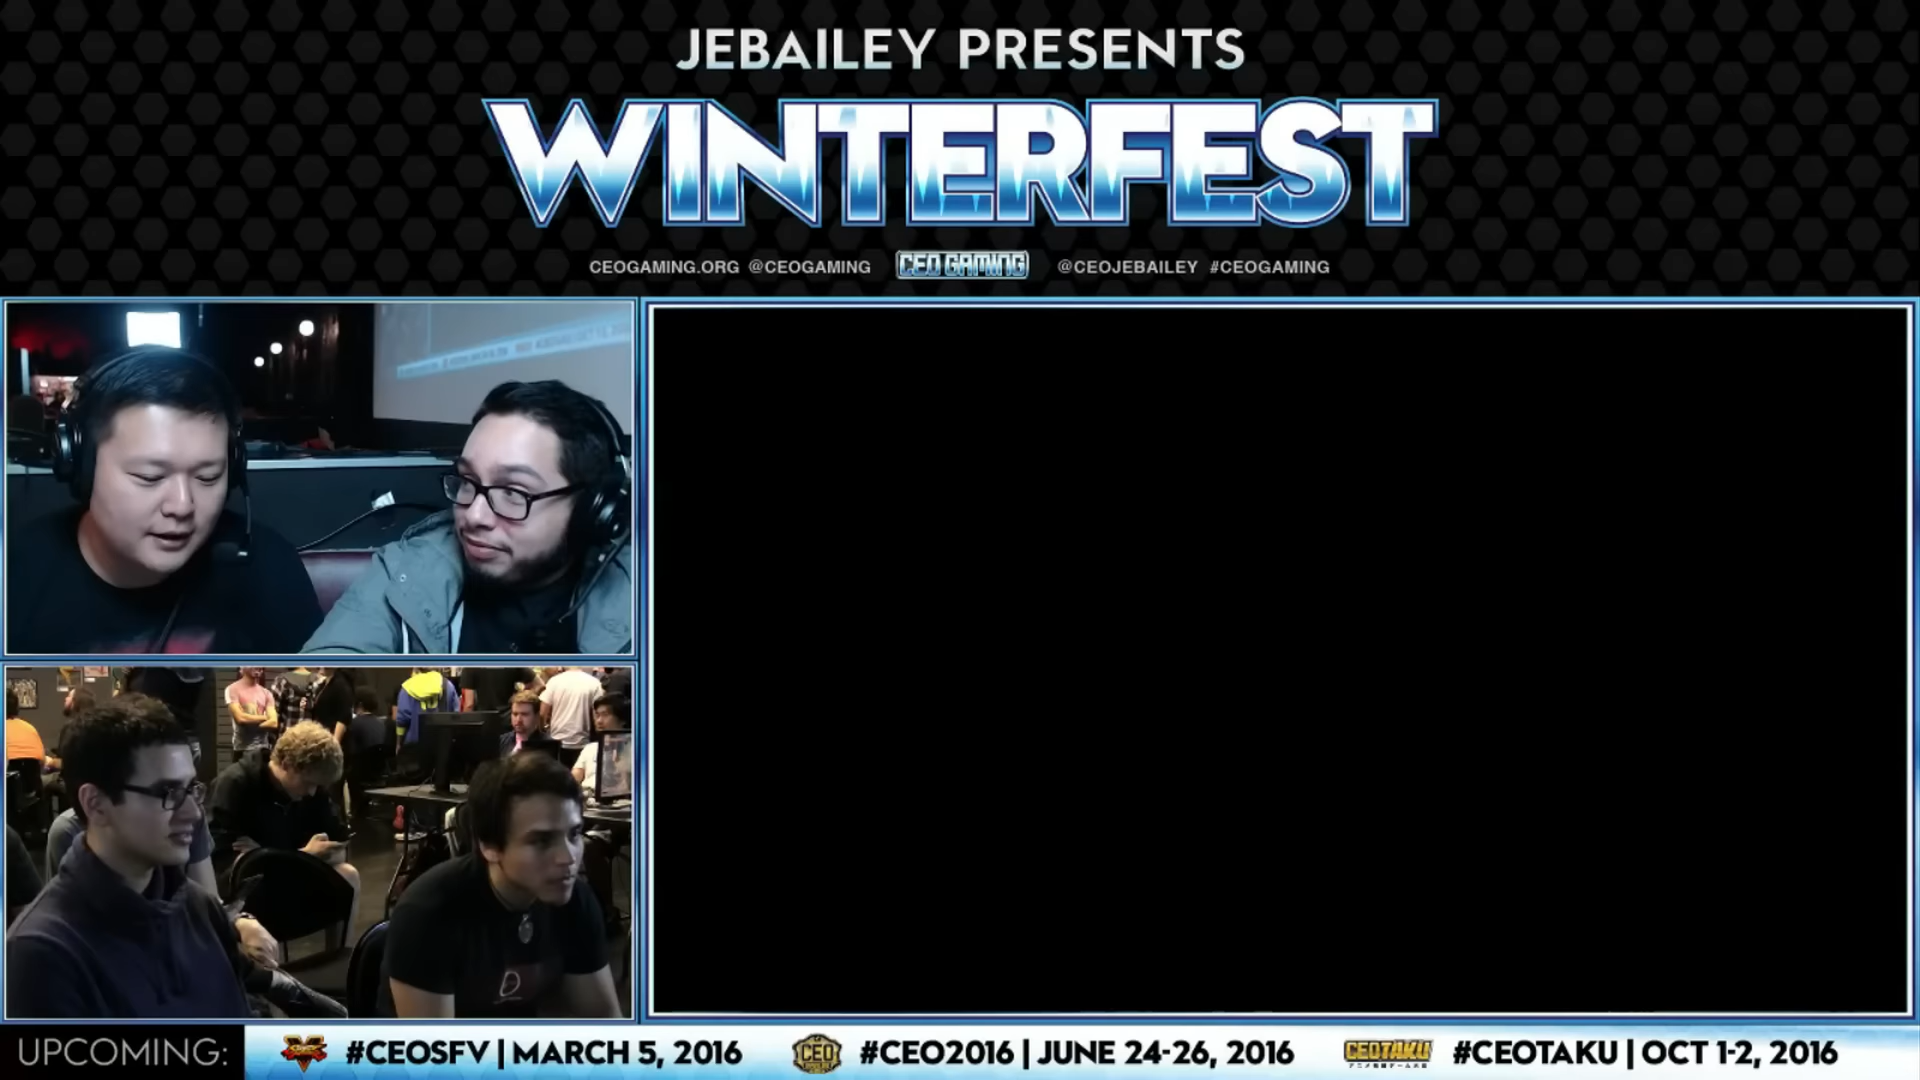 JEBAILEY PRESENTS
WINTERFEST
CEOGAMING.ORG @CEOGAMING CEO GAMING @CEOJEBAILEY #CEOGAMING
UPCOMING: #CEOSFV | MARCH 5, 2016 CEO #CEO2016 | JUNE 24-26, 2016 CEOTAKU #CEOTAKU | OCT 1-2, 2016